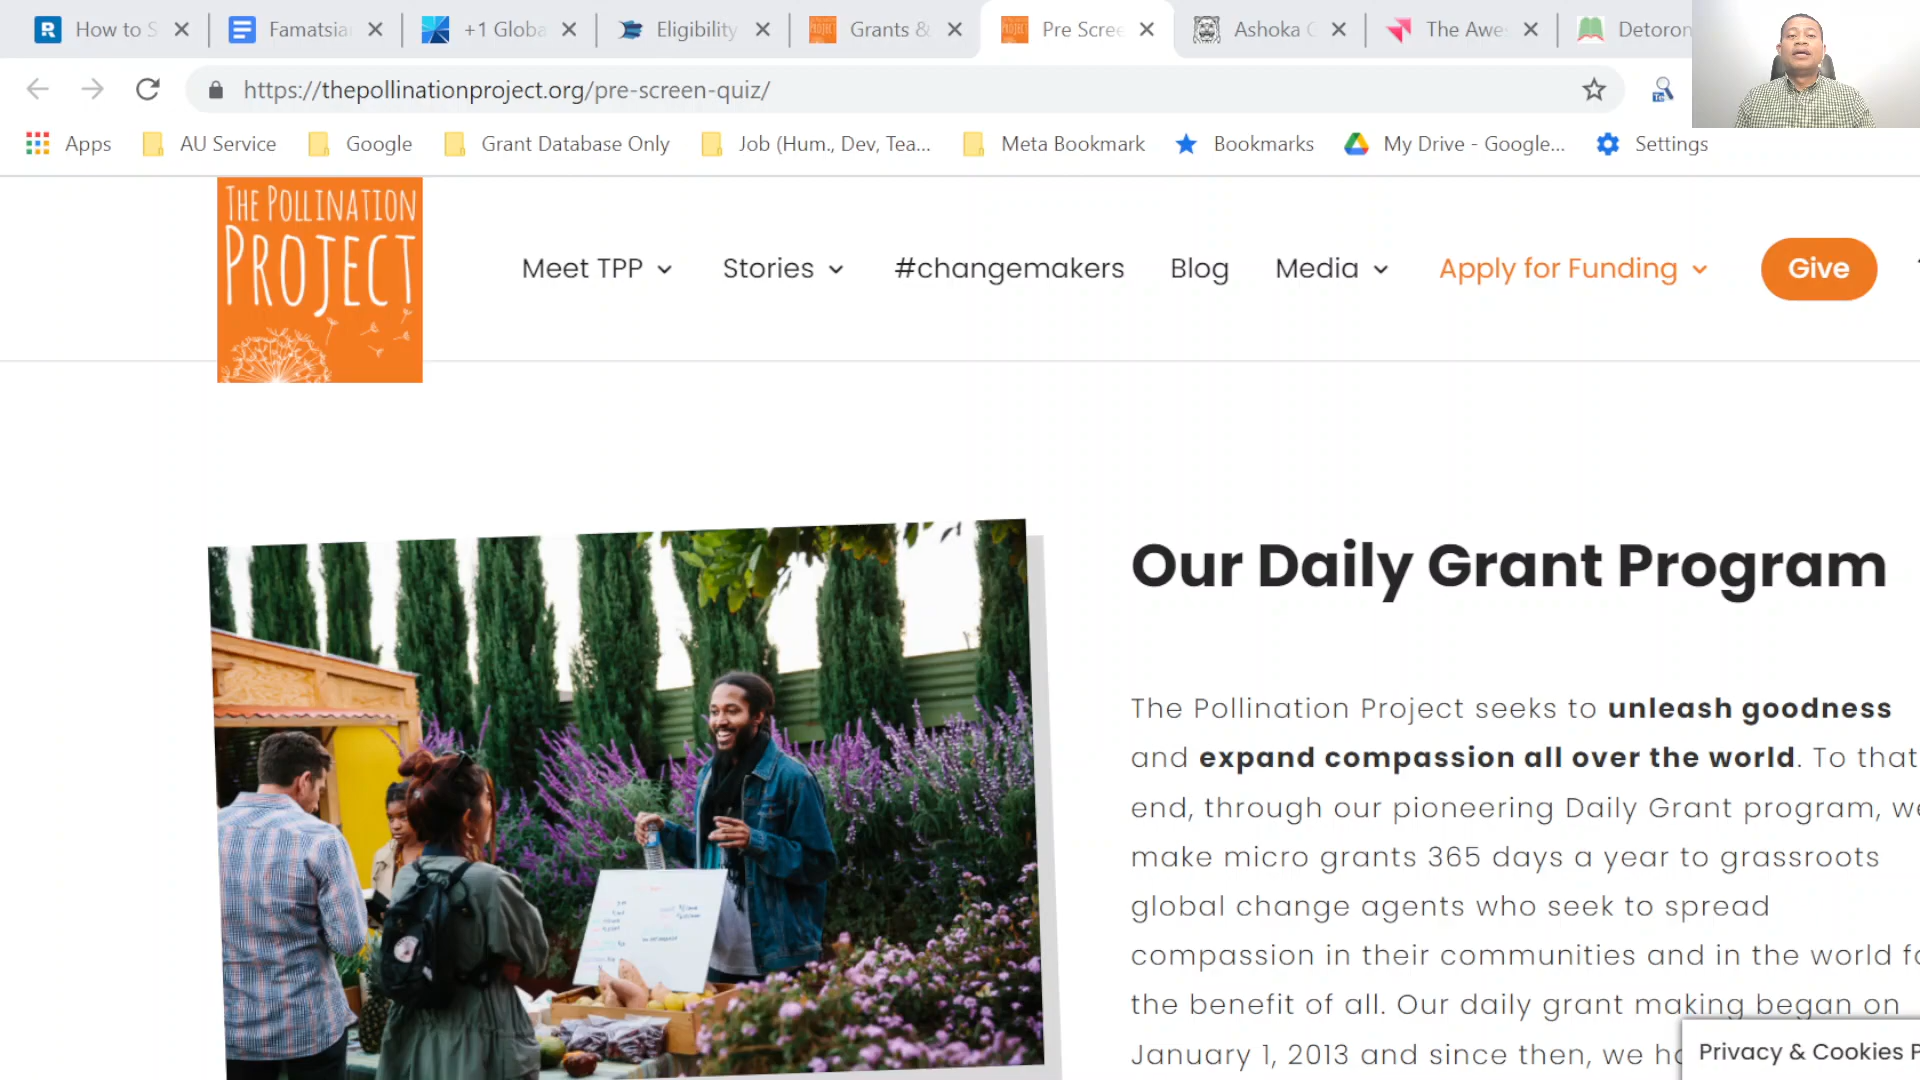 How to S
Famatsia
+1 Globa
Eligibility
Grants &
Pre Scree
Ashoka
The Awe
Detoron
https://thepollinationproject.org/pre-screen-quiz/
Apps
AU Service
Google
Grant Database Only
Job (Hum., Dev, Tea...
Meta Bookmark
Bookmarks
My Drive - Google...
Settings
THE POLLINATION
PROJECT
Meet TPP
Stories
#changemakers
Blog
Media
Apply for Funding
Give
Our Daily Grant Program
The Pollination Project seeks to unleash goodness
and expand compassion all over the world. To that
end, through our pioneering Daily Grant program, we
make micro grants 365 days a year to grassroots
global change agents who seek to spread
compassion in their communities and in the world fo
the benefit of all. Our daily grant making began on
January 1, 2013 and since then, we ha
Privacy & Cookies P